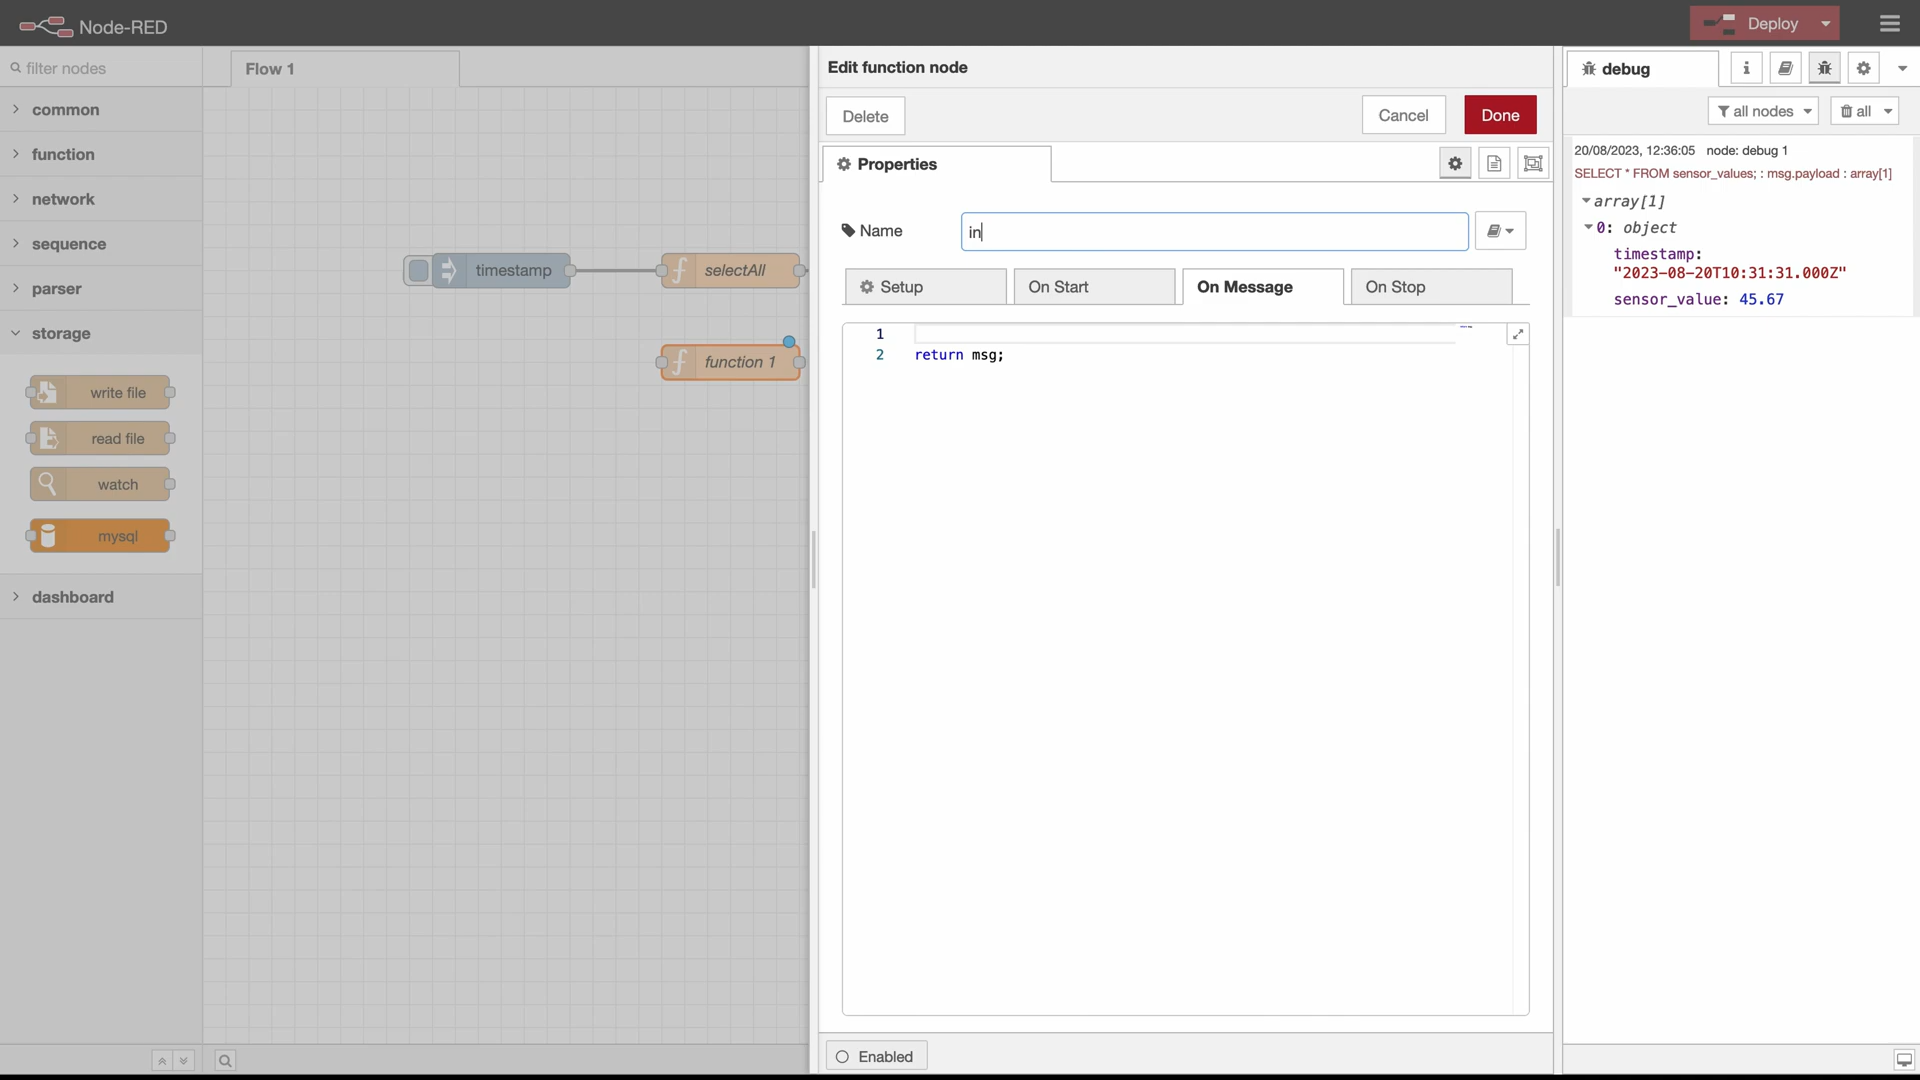 Node-RED
Deploy
filter nodes
Flow 1
common
function
network
sequence
parser
storage
write file
read file
watch
mysql
dashboard
timestamp
selectAll
function 1
Edit function node
Delete
Cancel
Done
Properties
Name
in
Setup
On Start
On Message
On Stop
1
2 return msg;
Enabled
debug
all nodes
all
20/08/2023, 12:36:05 node: debug 1
SELECT * FROM sensor_values; : msg.payload : array[1]
array[1]
0: object
timestamp:
"2023-08-20T10:31:31.000Z"
sensor_value: 45.67